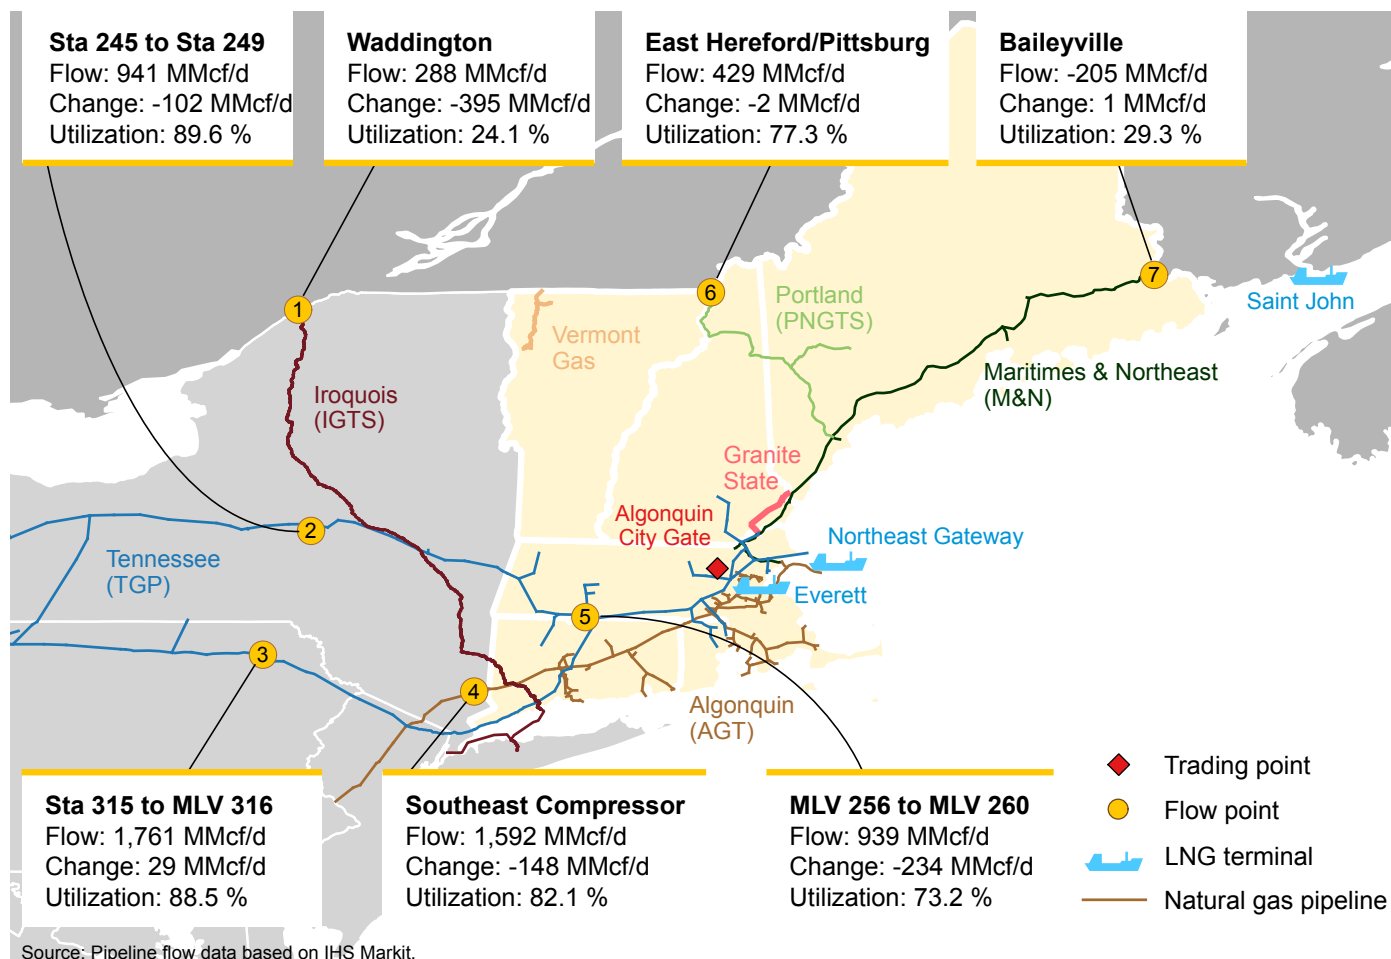 Sta 245 to Sta 249
Flow: 941 MMcf/d
Change: -102 MMcf/d
Utilization: 89.6 %
Waddington
Flow: 288 MMcf/d
Change: -395 MMcf/d
Utilization: 24.1 %
East Hereford/Pittsburg
Flow: 429 MMcf/d
Change: -2 MMcf/d
Utilization: 77.3 %
Baileyville
Flow: -205 MMcf/d
Change: 1 MMcf/d
Utilization: 29.3 %
7
6
1
Saint John
Portland
(PNGTS)
Vermont
Gas
Maritimes & Northeast
(M&N)
Iroquois
(IGTS)
Granite
State
Algonquin
City Gate
2
Northeast Gateway
Tennessee
(TGP)
Everett
5
3
4
Algonquin
(AGT)
Sta 315 to MLV 316
Flow: 1,761 MMcf/d
Change: 29 MMcf/d
Utilization: 88.5 %
Southeast Compressor
Flow: 1,592 MMcf/d
Change: -148 MMcf/d
Utilization: 82.1 %
MLV 256 to MLV 260
Flow: 939 MMcf/d
Change: -234 MMcf/d
Utilization: 73.2 %
Trading point
Flow point
LNG terminal
Natural gas pipeline
Source: Pipeline flow data based on IHS Markit.